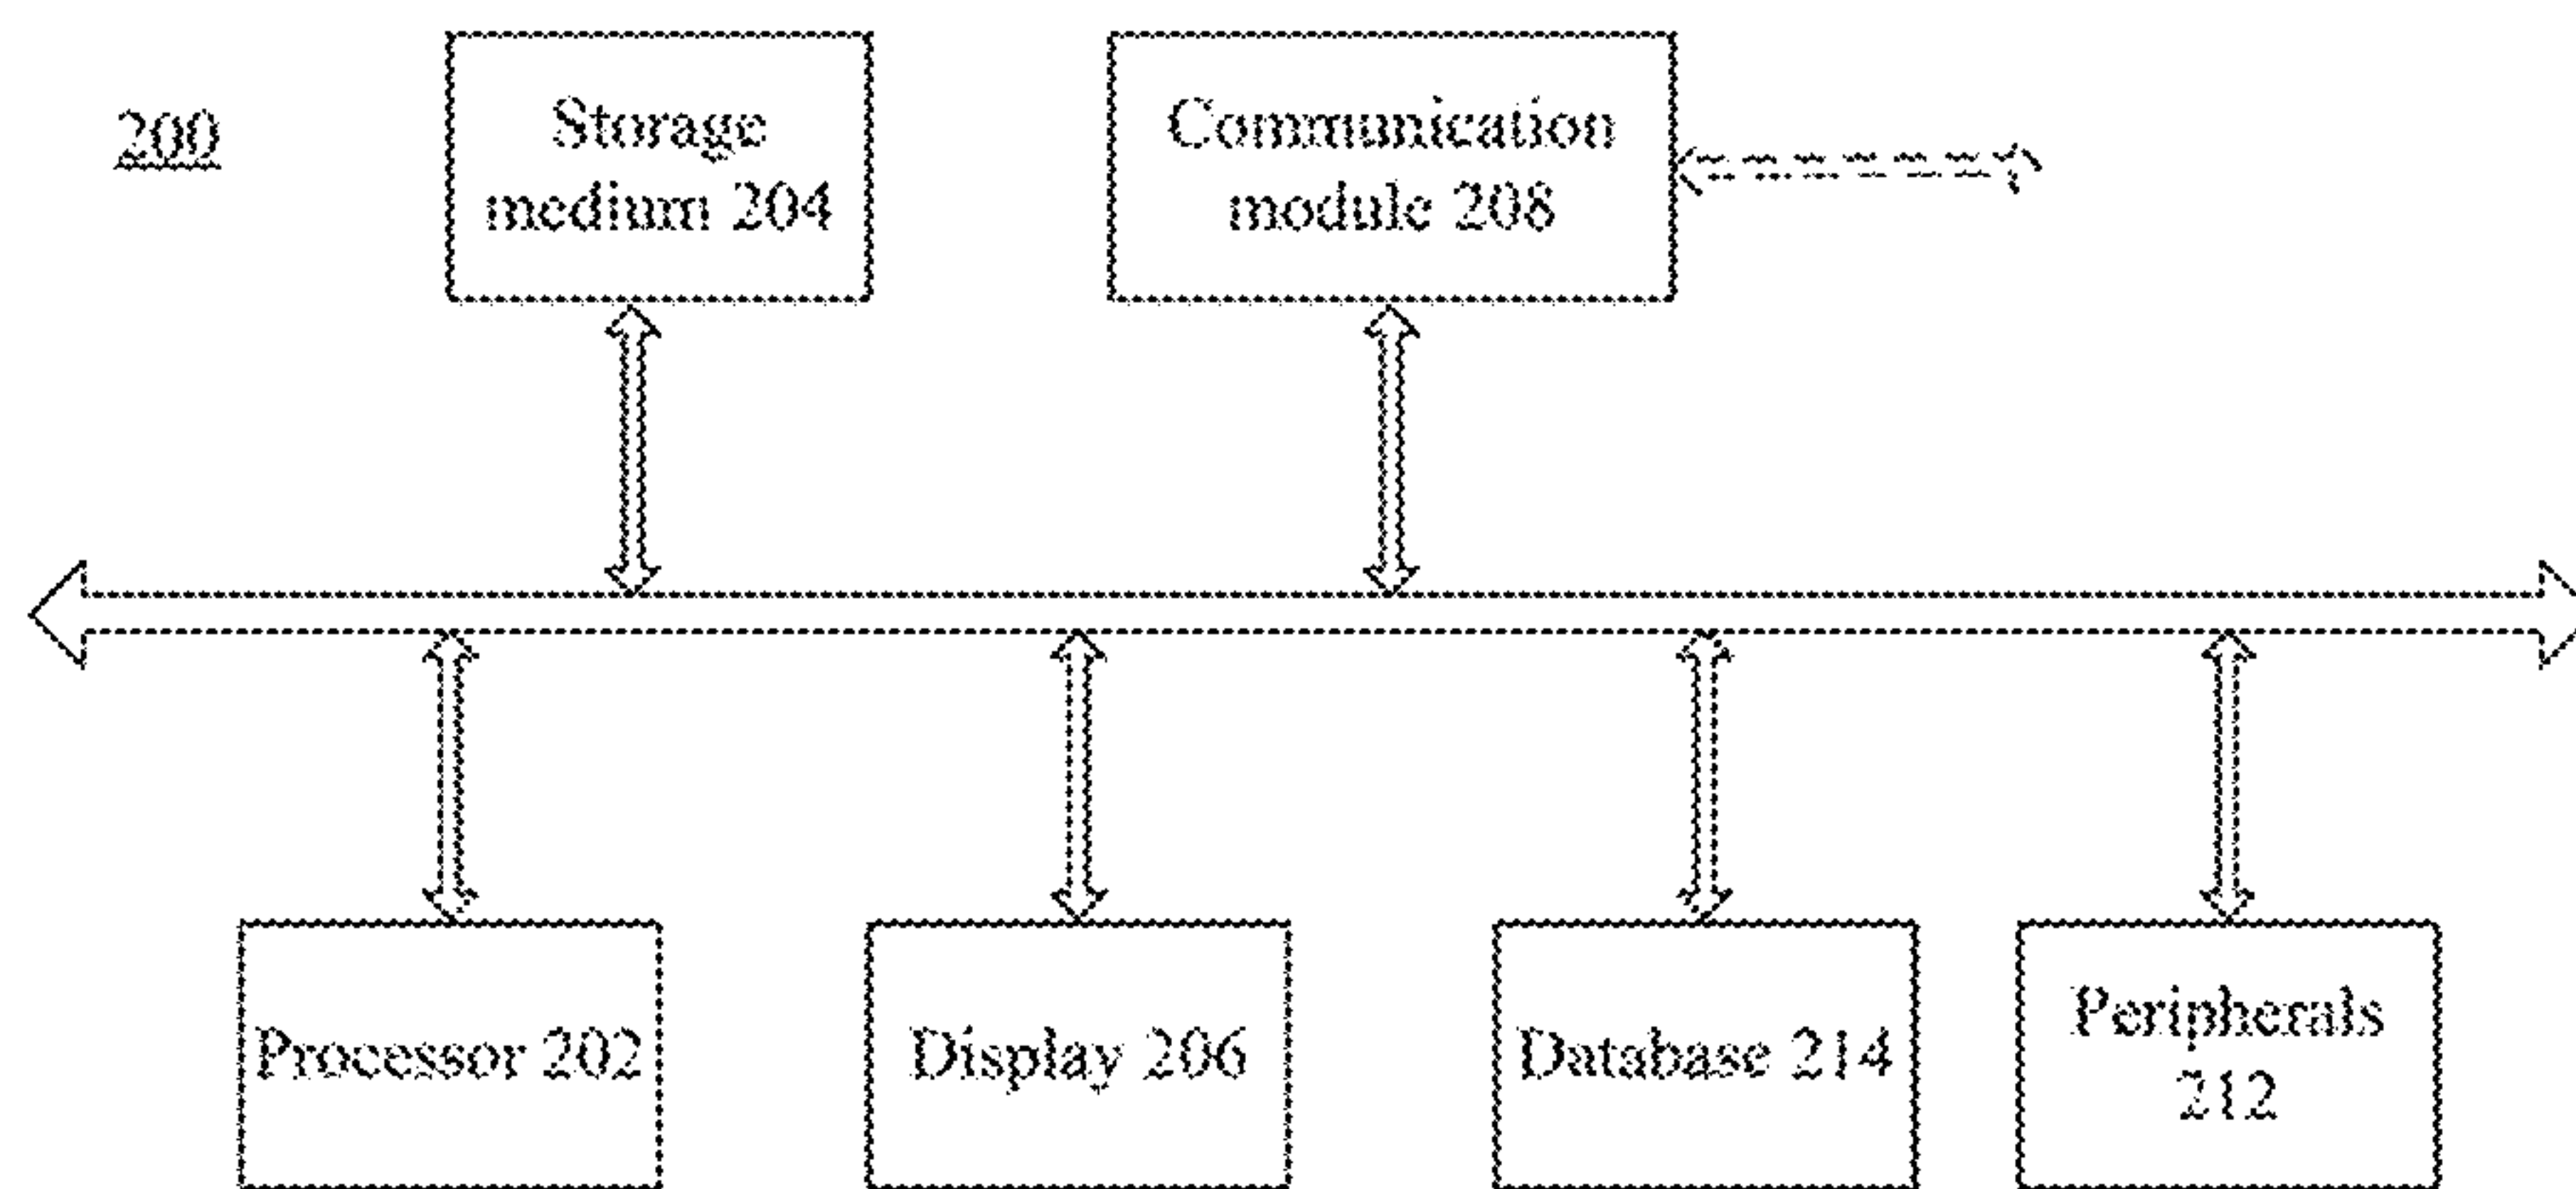 200
Storage
medium 204
Communication
module 208
Processor 202
Display 206
Database 214
Peripherals
212